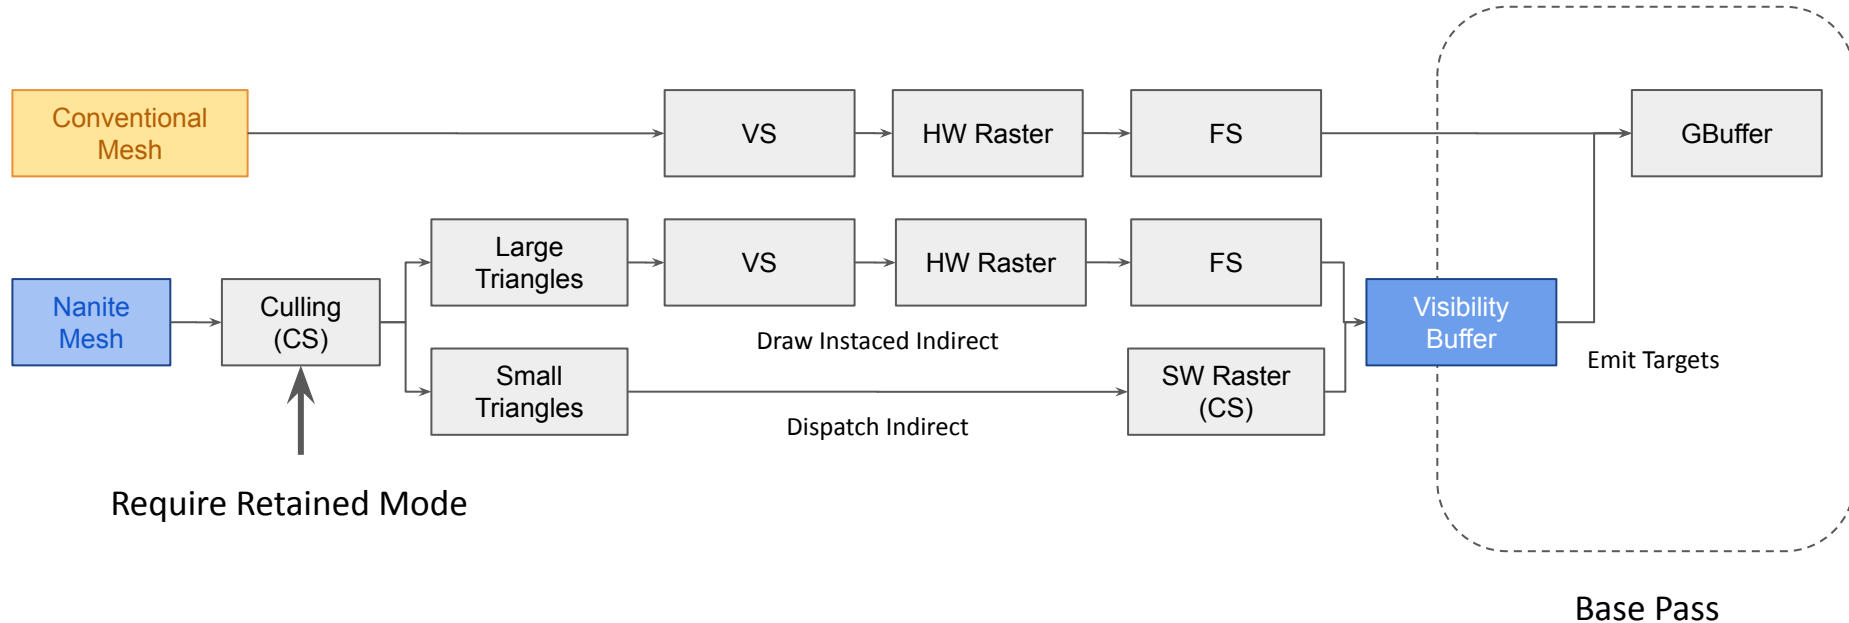 Conventional
Mesh
VS
HW Raster
FS
GBuffer
Large
Triangles
VS
HW Raster
FS
Nanite
Mesh
Culling
(CS)
Visibility
Buffer
Draw Instaced Indirect
Emit Targets
Small
Triangles
SW Raster
(CS)
Dispatch Indirect
Require Retained Mode
Base Pass